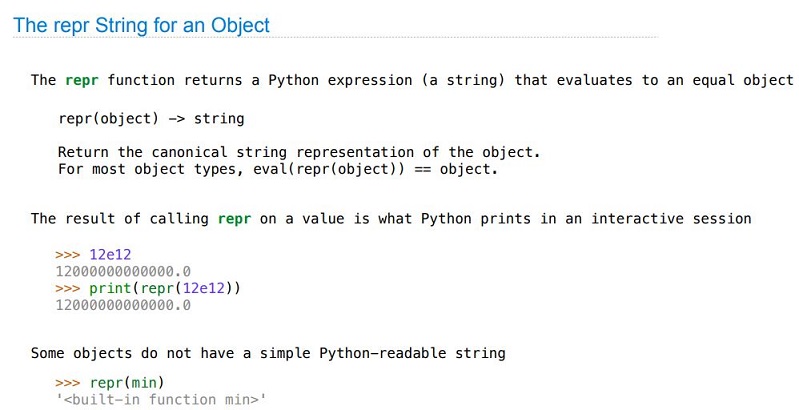 The repr String for an Object
The repr function returns a Python expression (a string) that evaluates to an equal object
repr(object) -> string
Return the canonical string representation of the object.
For most object types, eval(repr(object)) == object.
The result of calling repr on a value is what Python prints in an interactive session
>>> 12e12
12000000000000.0
>>> print(repr(12e12))
12000000000000.0
Some objects do not have a simple Python-readable string
>>> repr(min)
'<built-in function min>'